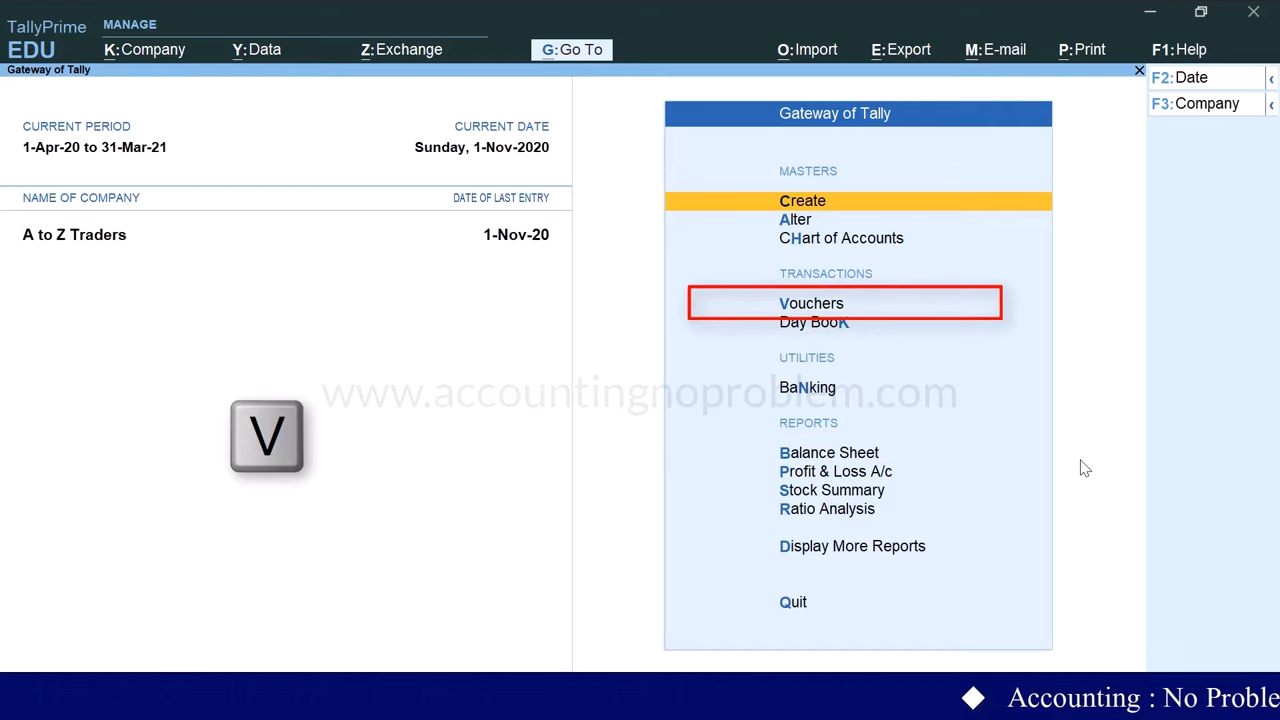 TallyPrime
EDU
MANAGE
K:Company
Y:Data
Z:Exchange
G:Go To
O:Import
E:Export
M:E-mail
P:Print
F1:Help
Gateway of Tally
F2:Date
F3:Company
CURRENT PERIOD
CURRENT DATE
1-Apr-20 to 31-Mar-21
Sunday, 1-Nov-2020
NAME OF COMPANY
DATE OF LAST ENTRY
A to Z Traders
1-Nov-20
V
Gateway of Tally
MASTERS
Create
Alter
CHart of Accounts
TRANSACTIONS
Vouchers
Day BooK
UTILITIES
BaNking
www.accountingnoproblem.com
REPORTS
Balance Sheet
Profit & Loss A/c
Stock Summary
Ratio Analysis
Display More Reports
Quit
Accounting : No Proble